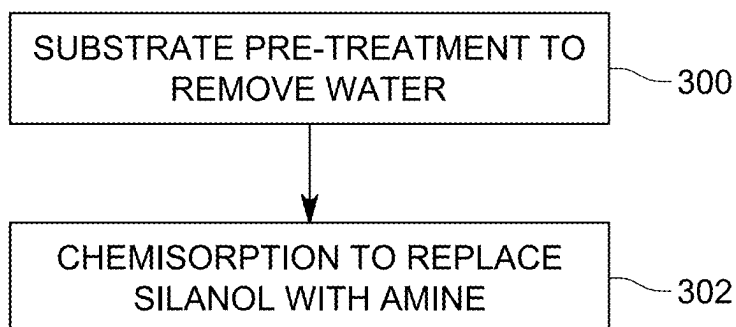 SUBSTRATE PRE-TREATMENT TO
REMOVE WATER
300
CHEMISORPTION TO REPLACE
SILANOL WITH AMINE
302